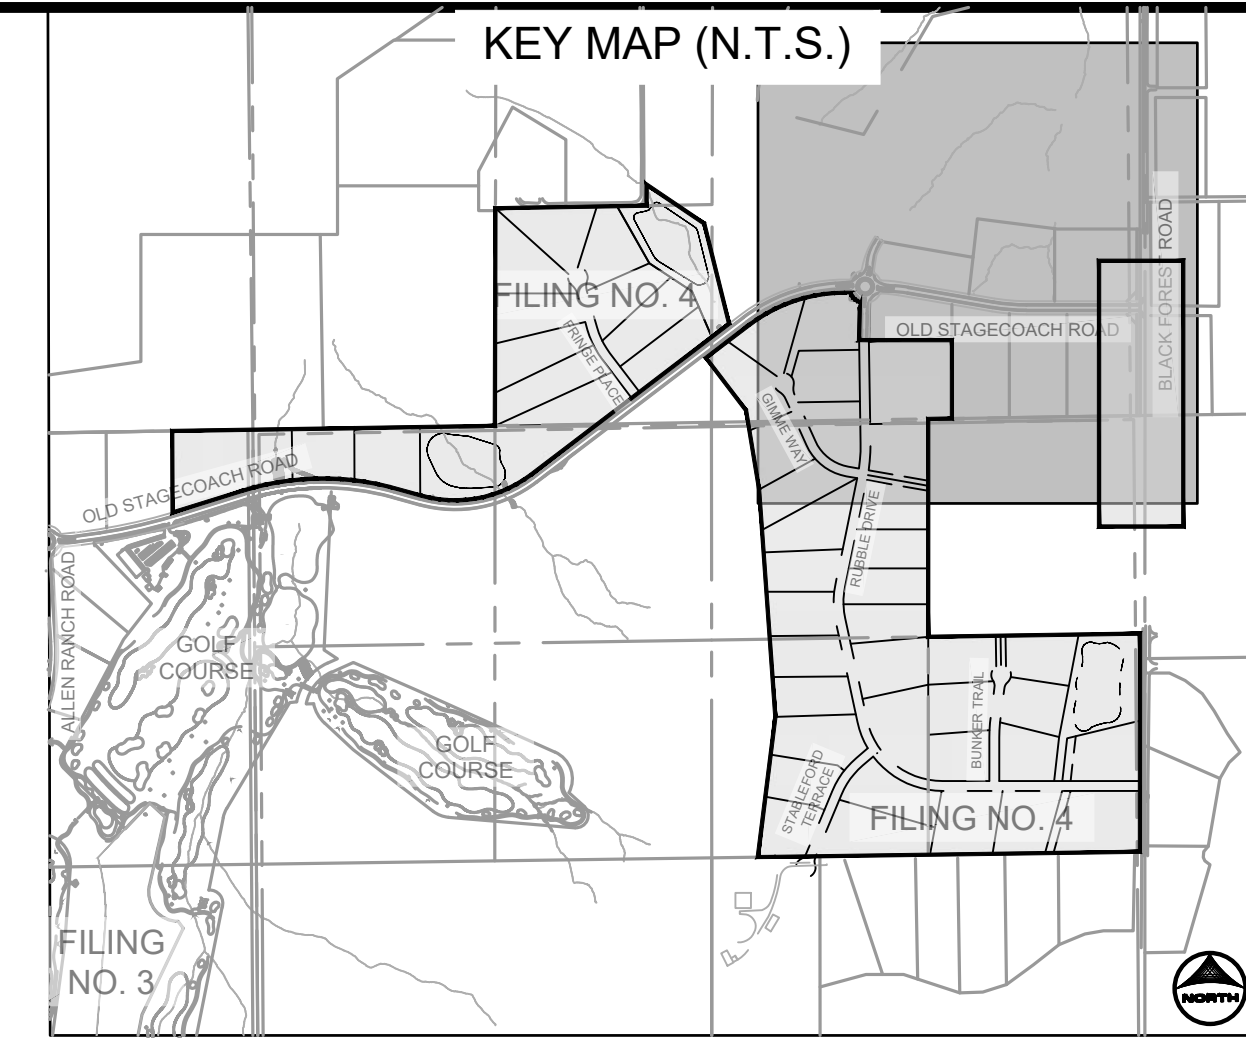 KEY MAP (N.T.S.)
BLACK FOREST ROAD
FILING NO. 4
OLD STAGECOACH ROAD
FRINGE PLACE
GIMME WAY
OLD STAGECOACH ROAD
RUBBLE DRIVE
ALLEN RANCH ROAD
GOLF
COURSE
BUNKER TRAIL
GOLF
COURSE
STABLEFORD
TERRACE
FILING NO. 4
FILING
NO. 3
NORTH